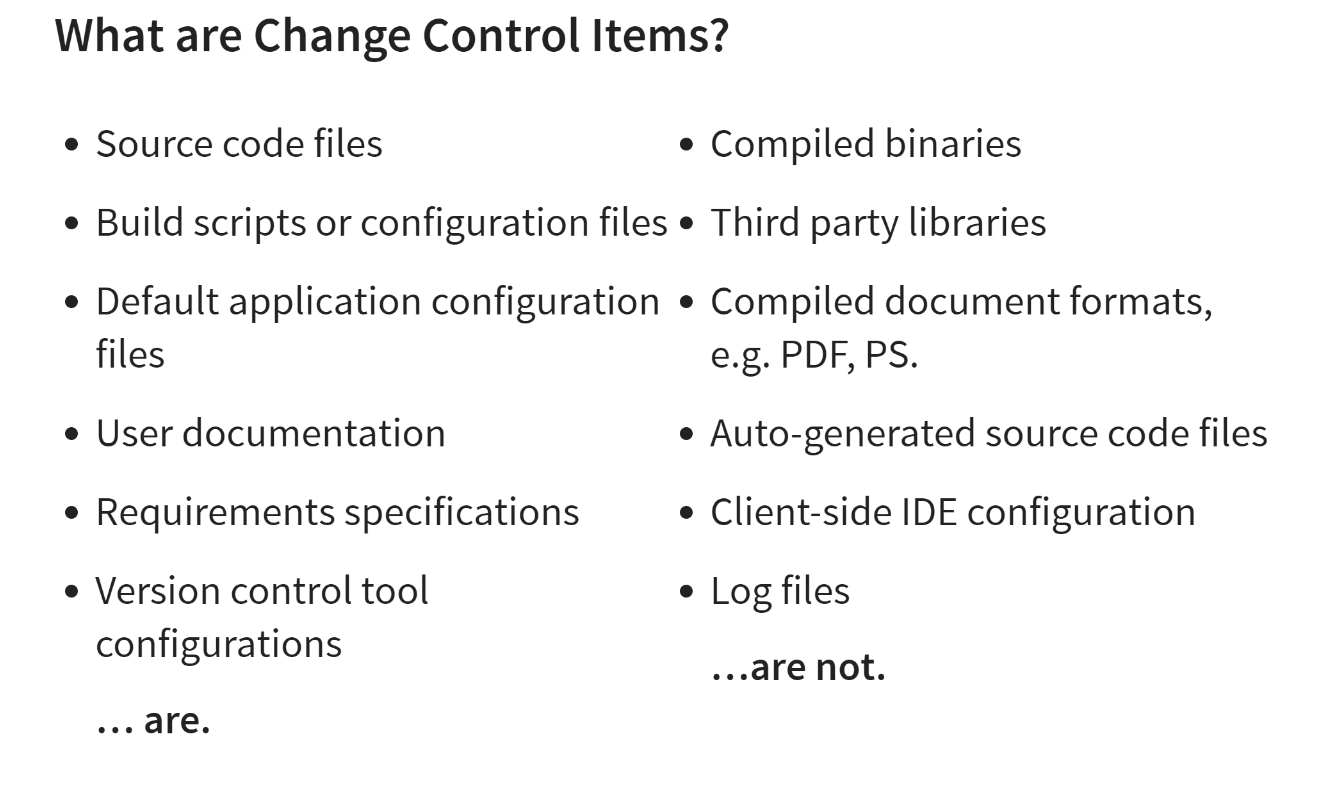 What are Change Control Items?
• Source code files
• Build scripts or configuration files
• Default application configuration
files
• User documentation
• Requirements specifications
• Version control tool
configurations
… are.
• Compiled binaries
• Third party libraries
• Compiled document formats,
e.g. PDF, PS.
• Auto-generated source code files
• Client-side IDE configuration
• Log files
…are not.